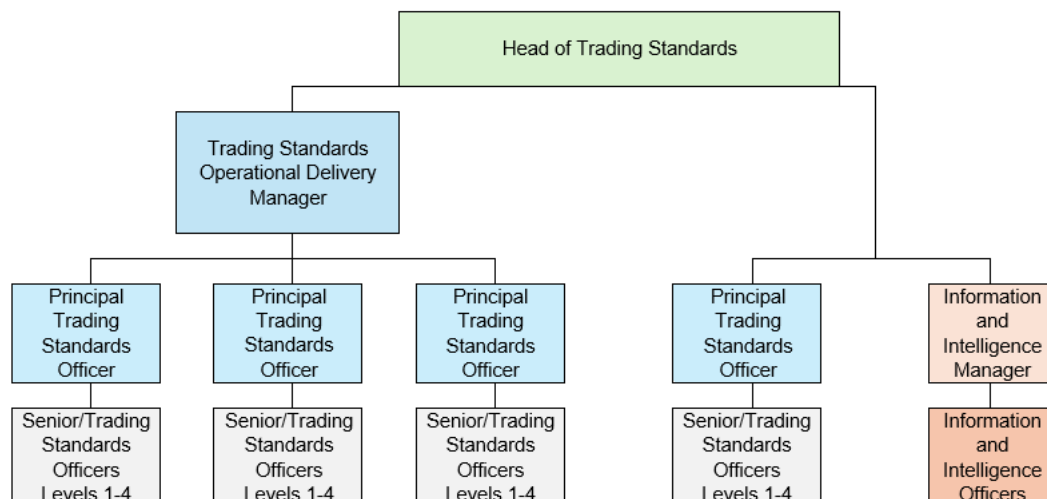 Head of Trading Standards
Trading Standards
Operational Delivery
Manager
Principal
Trading
Standards
Officer
Principal
Trading
Standards
Officer
Principal
Trading
Standards
Officer
Principal
Trading
Standards
Officer
Information
and
Intelligence
Manager
Senior/Trading
Standards
Officers
Levels 1-4
Senior/Trading
Standards
Officers
Levels 1-4
Senior/Trading
Standards
Officers
Levels 1-4
Senior/Trading
Standards
Officers
Levels 1-4
Information
and
Intelligence
Officers